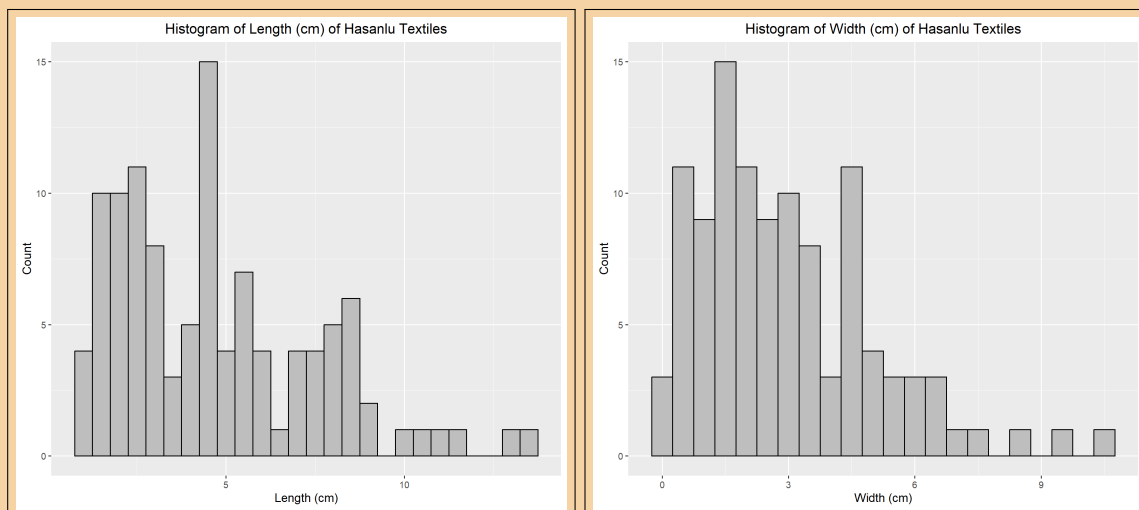 Histogram of Length (cm) of Hasanlu Textiles
15
10
5
0
Count
5
10
Length (cm)
Histogram of Width (cm) of Hasanlu Textiles
15
10
5
0
Count
0
3
6
9
Width (cm)